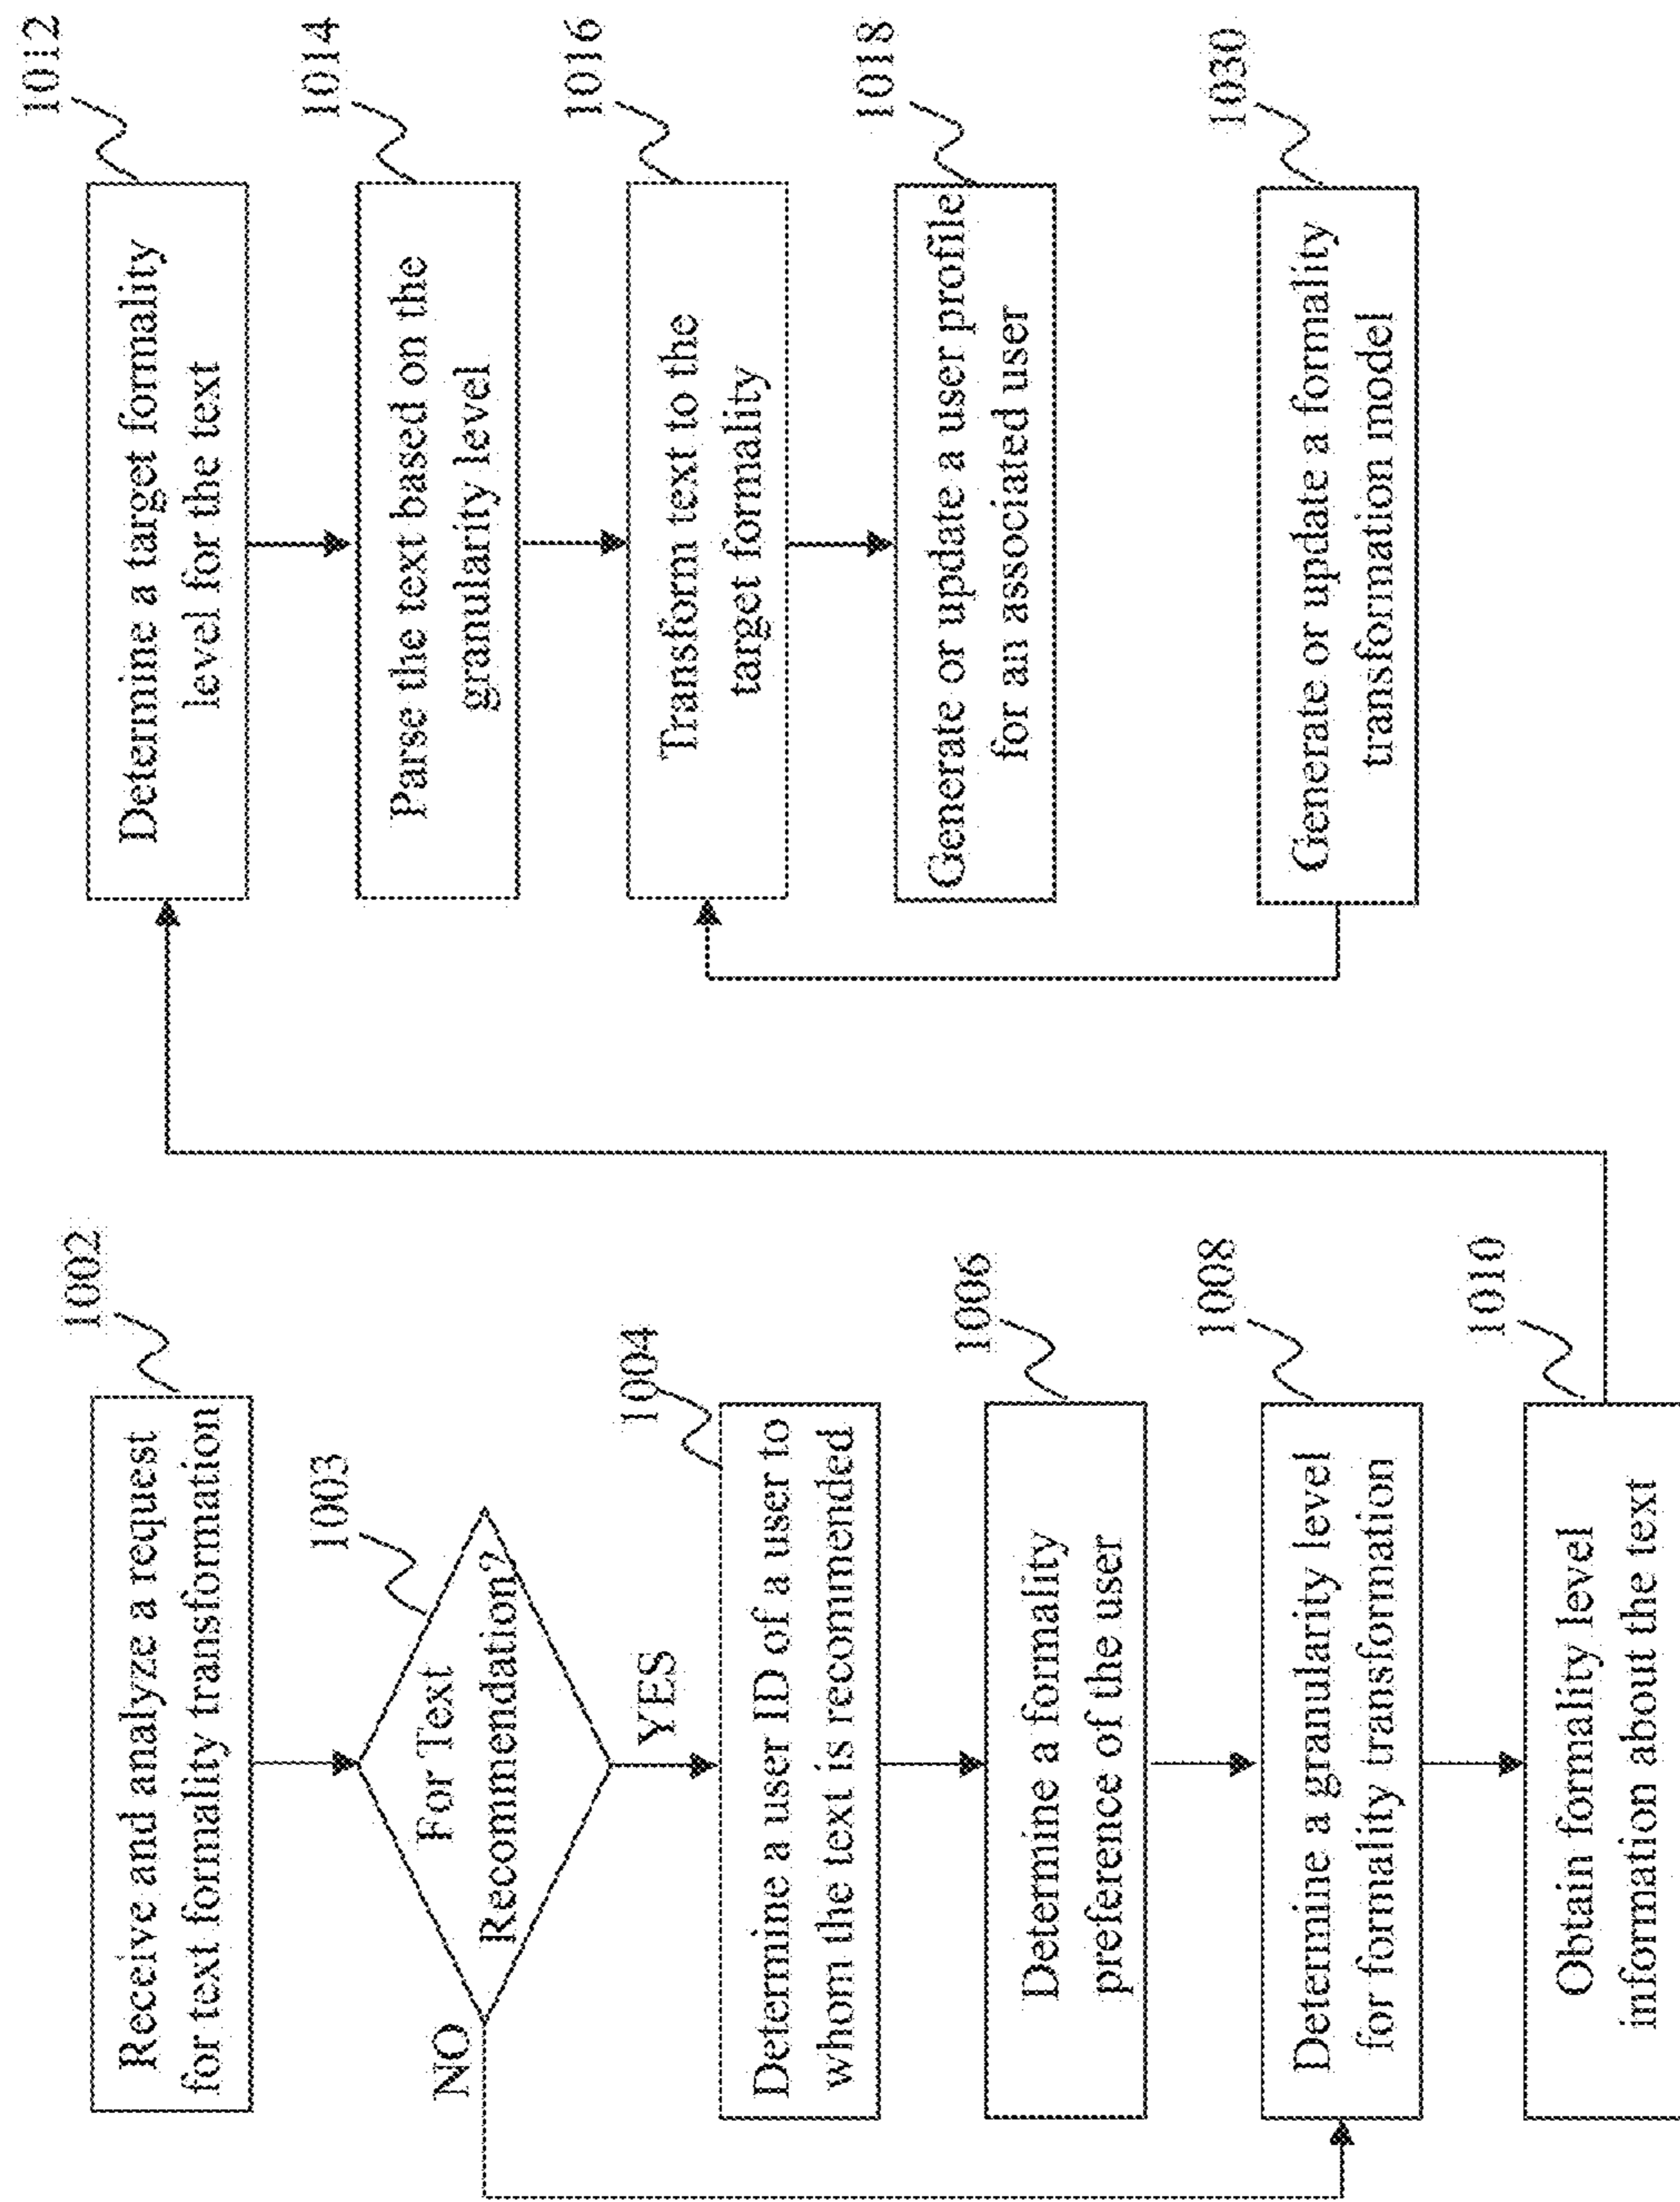 1002
Receive and analyze a request
for text formality transformation
1003
For Text
Recommendation?
NO
YES
1004
Determine a user ID of a user to
whom the text is recommended
1006
Determine a formality
preference of the user
1008
Determine a granularity level
for formality transformation
1010
Obtain formality level
information about the text
1012
Determine a target formality
level for the text
1014
Parse the text based on the
granularity level
1016
Transform text to the
target formality
1018
Generate or update a user profile
for an associated user
1030
Generate or update a formality
transformation model